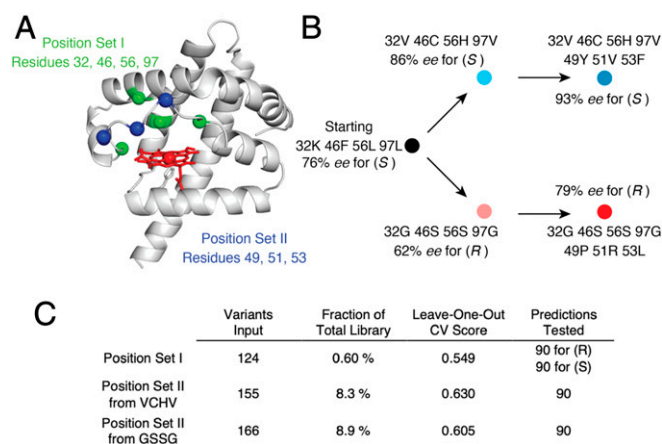 A
Position Set I
Residues 32, 46, 56, 97
Position Set II
Residues 49, 51, 53
B
32V 46C 56H 97V
86% ee for (S)
32V 46C 56H 97V
49Y 51V 53F
93% ee for (S)
Starting
32K 46F 56L 97L
76% ee for (S)
32G 46S 56S 97G
62% ee for (R)
79% ee for (R)
32G 46S 56S 97G
49P 51R 53L
C
Variants Input
Fraction of Total Library
Leave-One-Out CV Score
Predictions Tested
Position Set I 124 0.60 % 0.549 90 for (R)
90 for (S)
Position Set II
from VCHV 155 8.3 % 0.630 90
Position Set II
from GSSG 166 8.9 % 0.605 90